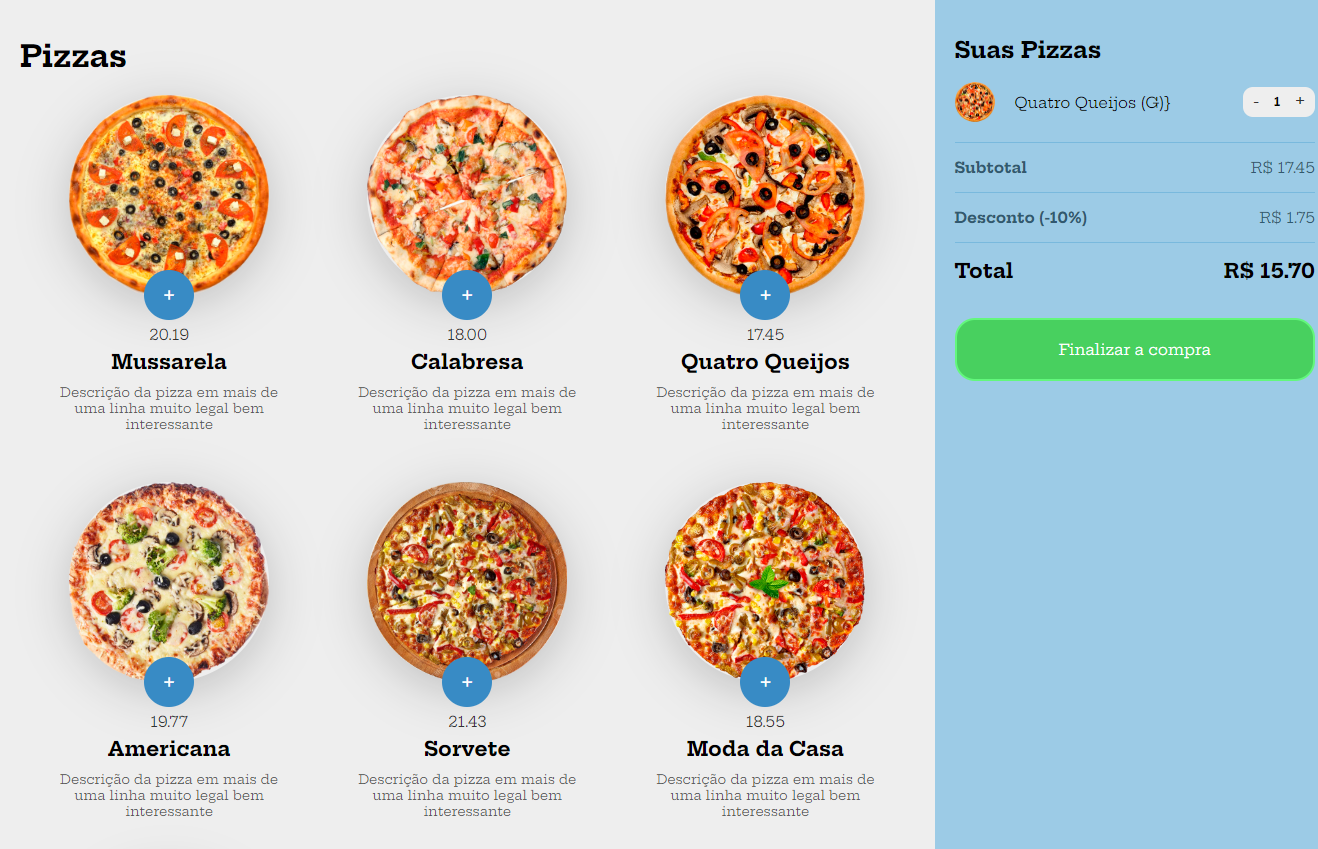 Pizzas
+
20.19
Mussarela
Descrição da pizza em mais de
uma linha muito legal bem
interessante
+
18.00
Calabresa
Descrição da pizza em mais de
uma linha muito legal bem
interessante
+
17.45
Quatro Queijos
Descrição da pizza em mais de
uma linha muito legal bem
interessante
+
19.77
Americana
Descrição da pizza em mais de
uma linha muito legal bem
interessante
+
21.43
Sorvete
Descrição da pizza em mais de
uma linha muito legal bem
interessante
+
18.55
Moda da Casa
Descrição da pizza em mais de
uma linha muito legal bem
interessante
Suas Pizzas
Quatro Queijos (G)} - 1 +
Subtotal R$ 17.45
Desconto (-10%) R$ 1.75
Total R$ 15.70
Finalizar a compra